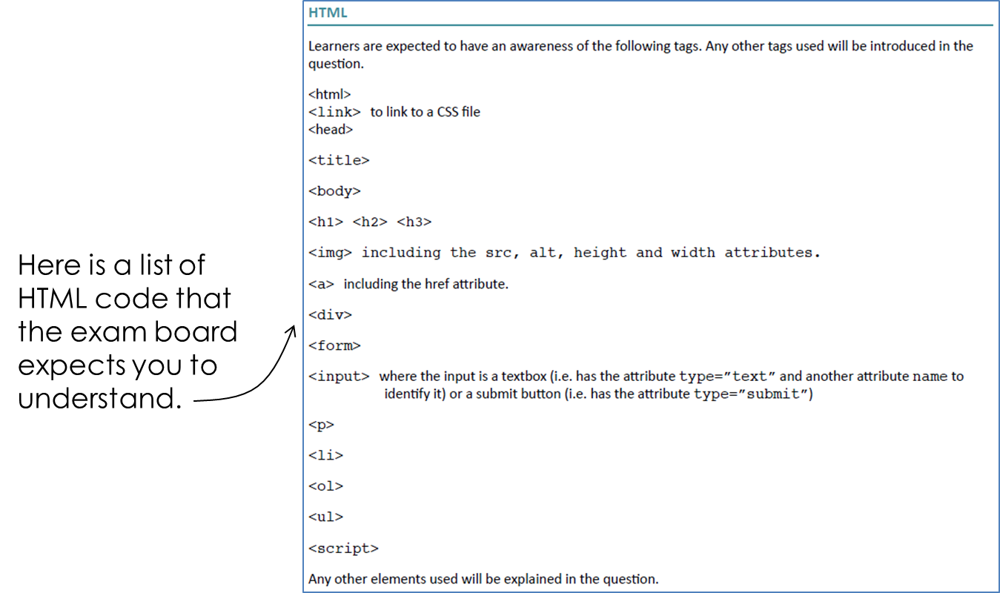 Here is a list of
HTML code that
the exam board
expects you to
understand.
HTML
Learners are expected to have an awareness of the following tags. Any other tags used will be introduced in the
question.
<html>
<link> to link to a CSS file
<head>
<title>
<body>
<h1> <h2> <h3>
<img> including the src, alt, height and width attributes.
<a> including the href attribute.
<div>
<form>
<input> where the input is a textbox (i.e. has the attribute type=”text” and another attribute name to
identify it) or a submit button (i.e. has the attribute type=”submit”)
<p>
<li>
<ol>
<ul>
<script>
Any other elements used will be explained in the question.